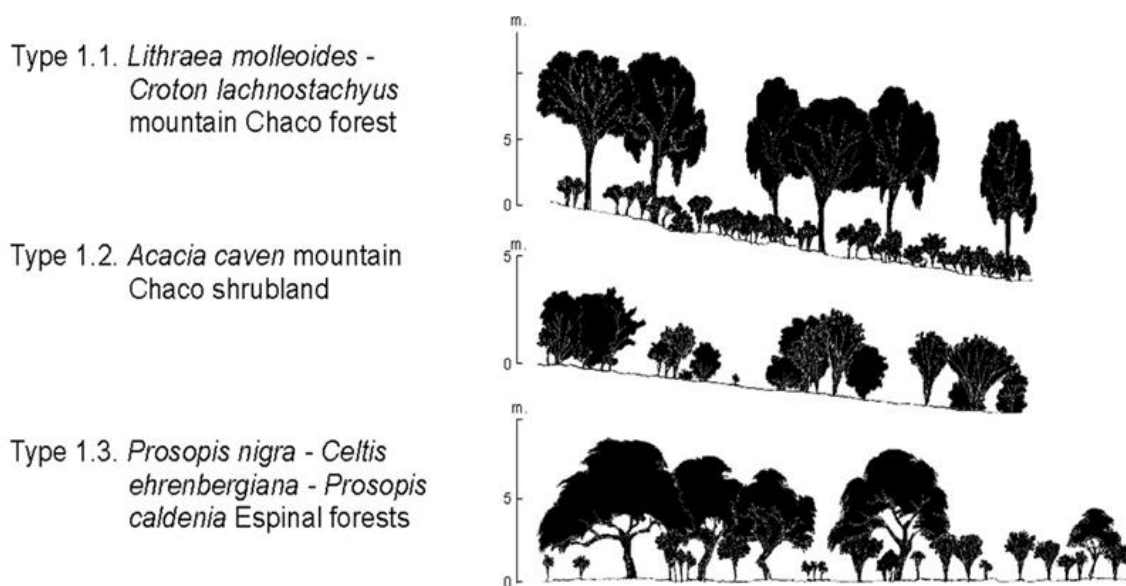 m.
Type 1.1. Lithraea molleoides -
Croton lachnostachyus
mountain Chaco forest
5
0
m.
Type 1.2. Acacia caven mountain
Chaco shrubland
5
0
m.
Type 1.3. Prosopis nigra - Celtis
ehrenbergiana - Prosopis
caldenia Espinal forests
5
0